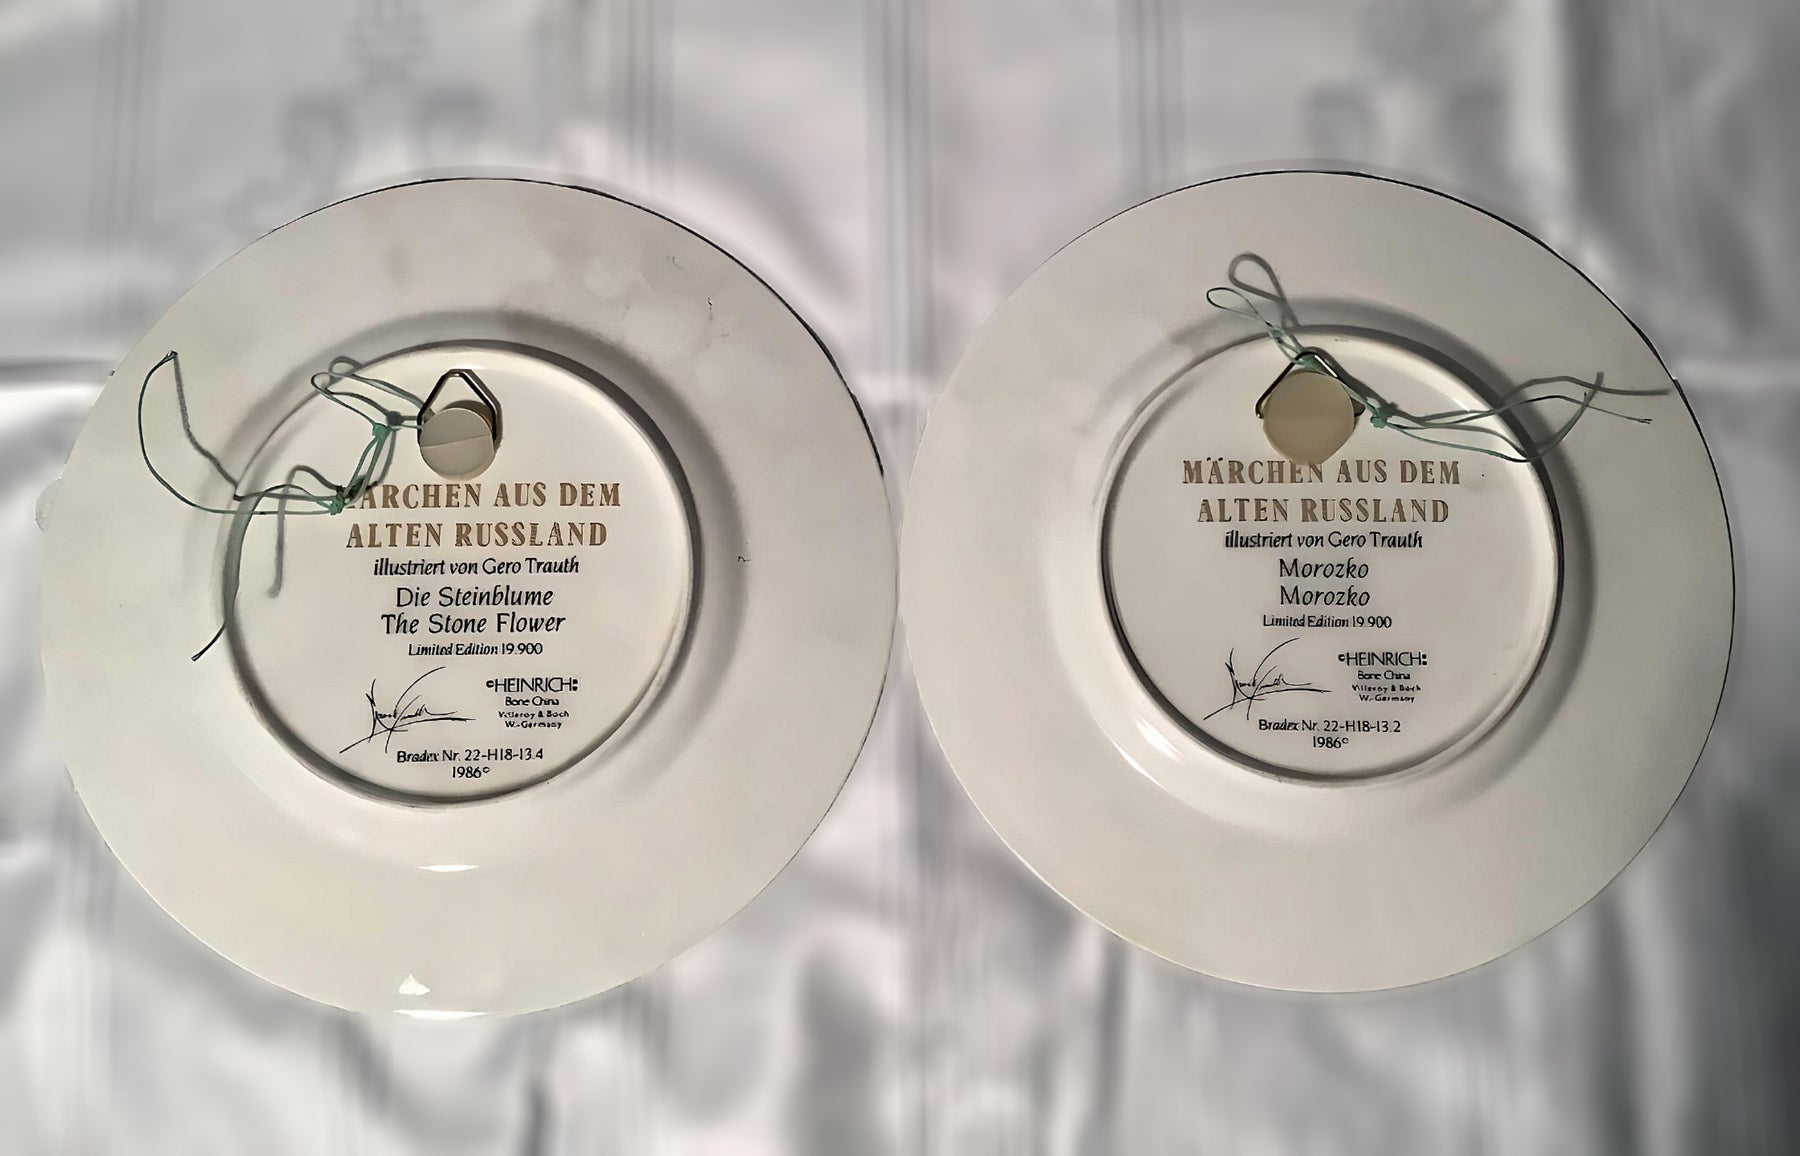 MÄRCHEN AUS DEM
ALTEN RUSSLAND
illustriert von Gero Trauth
Die Steinblume
The Stone Flower
Limited Edition 19.900
©HEINRICH
Bone China
Villeroy & Boch
W.-Germany
Bradex Nr. 22-H18-13.4
1986©
MÄRCHEN AUS DEM
ALTEN RUSSLAND
illustriert von Gero Trauth
Morozko
Morozko
Limited Edition 19.900
©HEINRICH
Bone China
Villeroy & Boch
W.-Germany
Bradex Nr. 22-H18-13.2
1986©